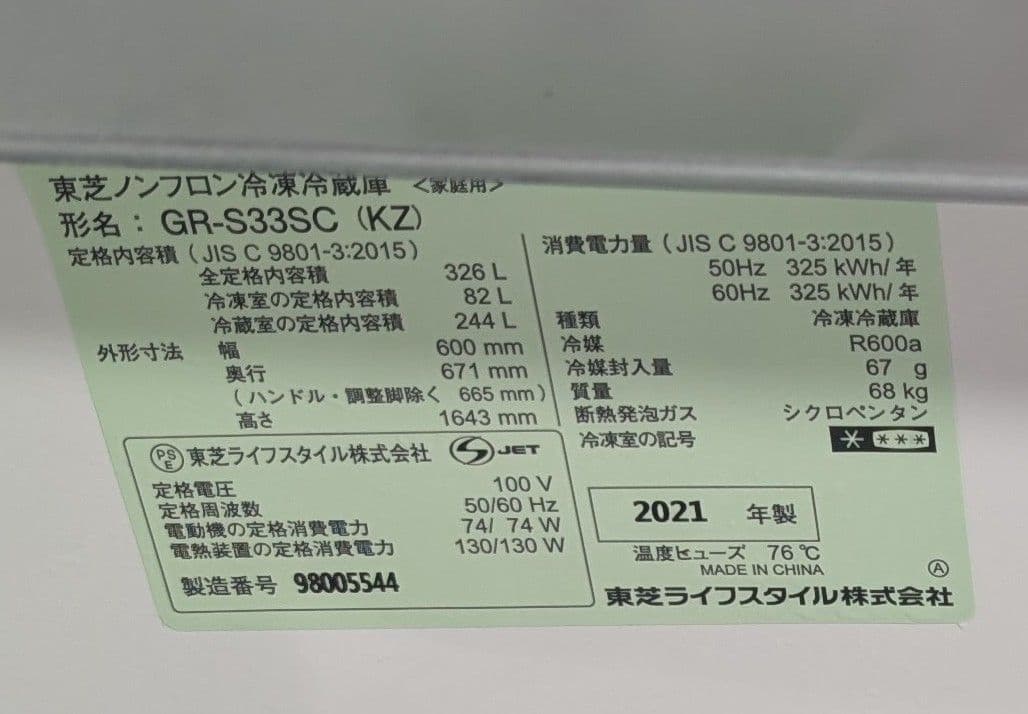 東芝ノンフロン冷凍冷蔵庫 <家庭用>
形名： GR-S33SC (KZ)
定格内容積 ( JIS C 9801-3:2015 )
全定格内容積 326 L
冷凍室の定格内容積 82 L
冷蔵室の定格内容積 244 L
外形寸法 幅 600 mm
奥行 671 mm
( ハンドル・調整脚除く 665 mm )
高さ 1643 mm
PSE 東芝ライフスタイル株式会社 S JET
定格電圧 100 V
定格周波数 50/60 Hz
電動機の定格消費電力 74/ 74 W
電熱装置の定格消費電力 130/130 W
製造番号 98005544
消費電力量 ( JIS C 9801-3:2015 )
50Hz 325 kWh/ 年
60Hz 325 kWh/ 年
種類 冷凍冷蔵庫
冷媒 R600a
冷媒封入量 67 g
質量 68 kg
断熱発泡ガス シクロペンタン
冷凍室の記号 * ***
2021 年製
温度ヒューズ 76 ℃
MADE IN CHINA Ⓐ
東芝ライフスタイル株式会社